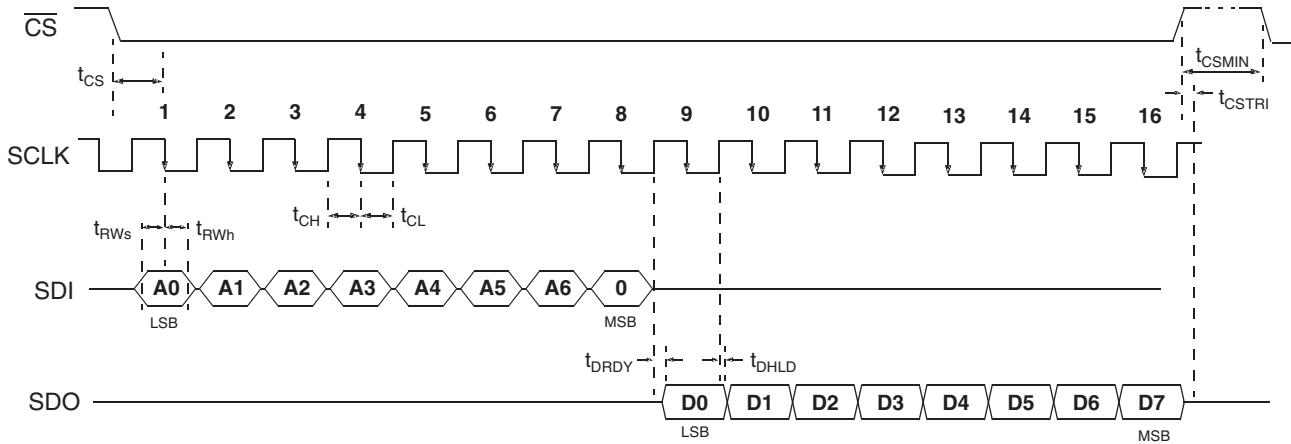 CS
tCSMIN
tCS
tCSTRI
1 2 3 4 5 6 7 8 9 10 11 12 13 14 15 16
SCLK
tCH tCL
tRWs tRWh
SDI A0 A1 A2 A3 A4 A5 A6 0
LSB MSB
tDRDY tDHLD
SDO D0 D1 D2 D3 D4 D5 D6 D7
LSB MSB